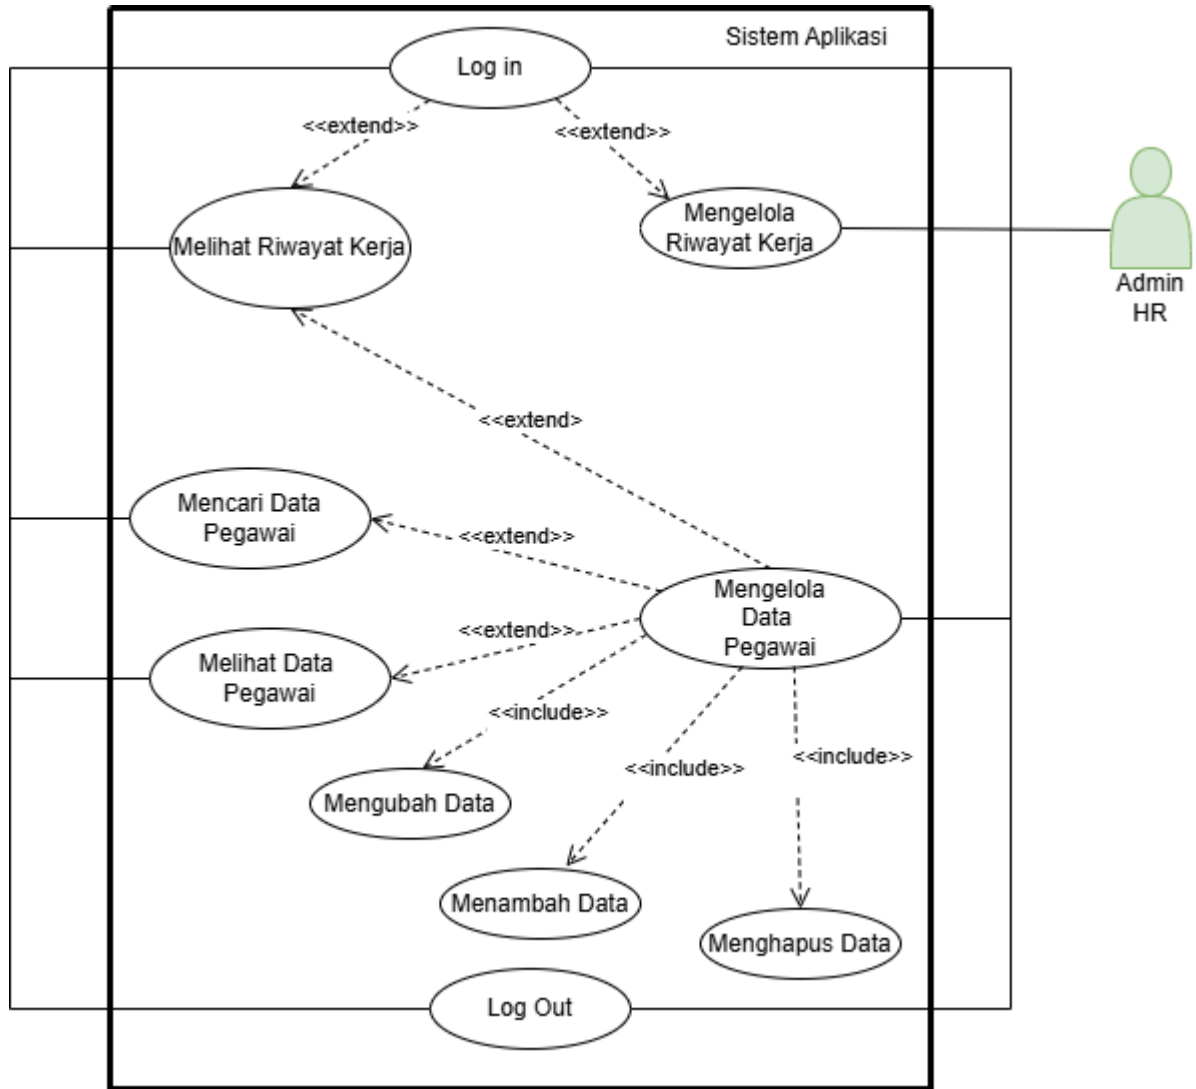 Sistem Aplikasi
Log in
<<extend>>
<<extend>>
Melihat Riwayat Kerja
Mengelola
Riwayat Kerja
Admin
HR
<<extend>
Mencari Data
Pegawai
<<extend>>
Mengelola
Data
Pegawai
Melihat Data
Pegawai
<<extend>>
<<include>>
<<include>>
<<include>>
Mengubah Data
Menambah Data
Menghapus Data
Log Out